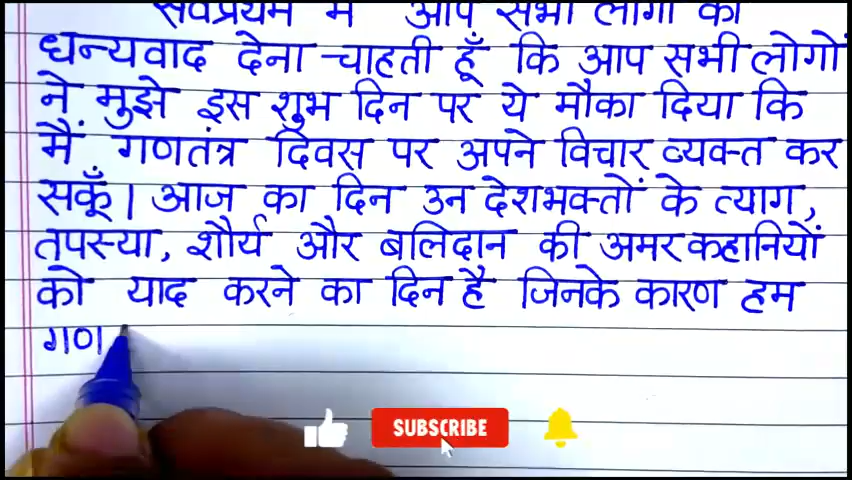 सर्वप्रथम मैं आप सभी लोगों को
धन्यवाद देना चाहती हूँ कि आप सभी लोगों
ने मुझे इस शुभ दिन पर ये मौका दिया कि
मैं गणतंत्र दिवस पर अपने विचार व्यक्त कर
सकूँ। आज का दिन उन देशभक्तों के त्याग,
तपस्या, शौर्य और बलिदान की अमर कहानियों
को याद करने का दिन है जिनके कारण हम
गण
SUBSCRIBE